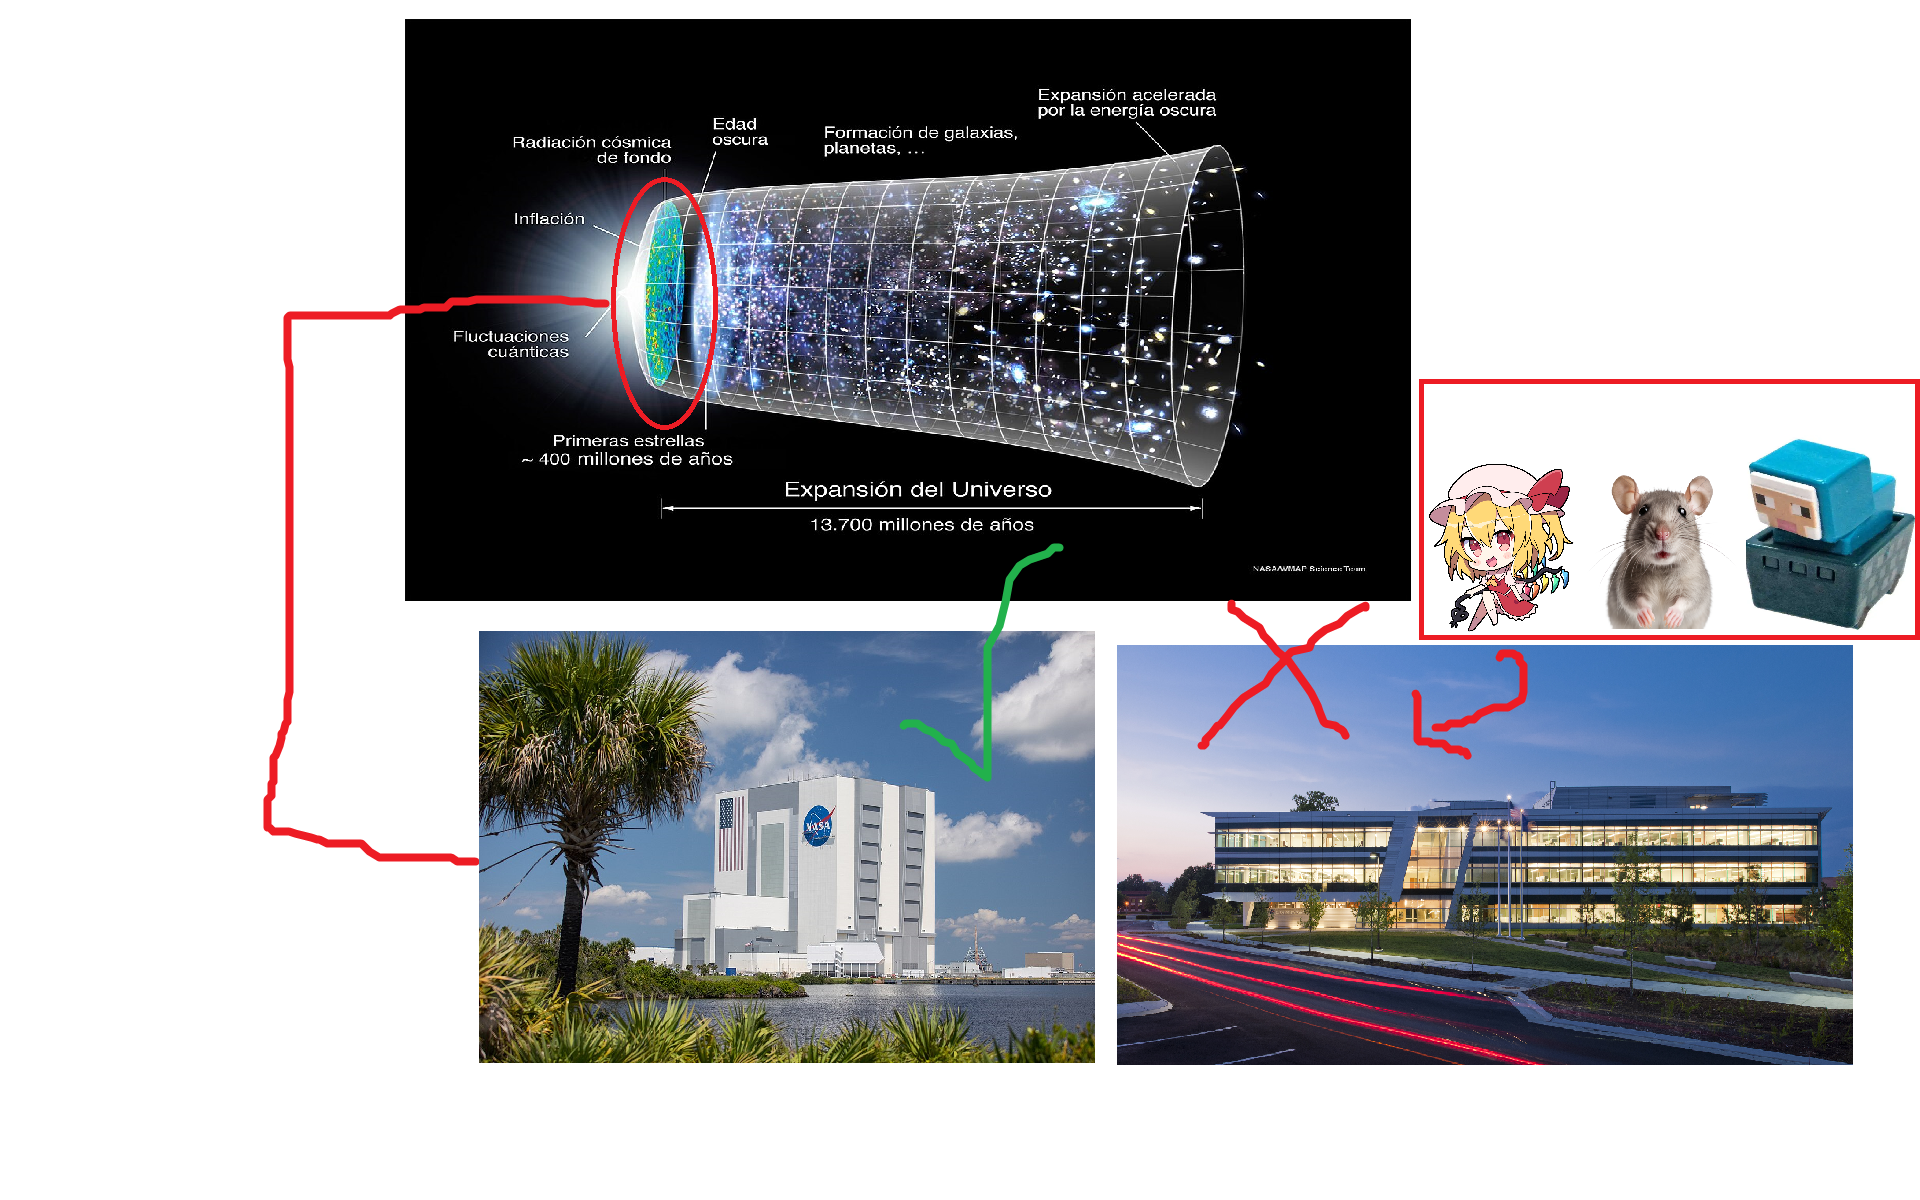 Expansión acelerada
por la energía oscura
Edad
oscura
Formación de galaxias,
planetas, ...
Radiación cósmica
de fondo
Inflación
Fluctuaciones
cuánticas
Primeras estrellas
~ 400 millones de años
Expansión del Universo
13.700 millones de años
NASA/WMAP Science Team
NASA